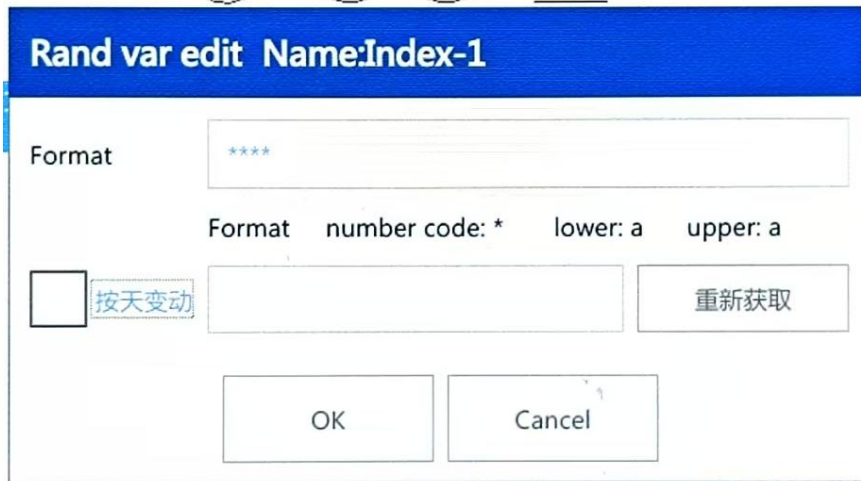 Rand var edit Name:Index-1
Format ****
Format number code: * lower: a upper: a
按天变动 重新获取
OK Cancel